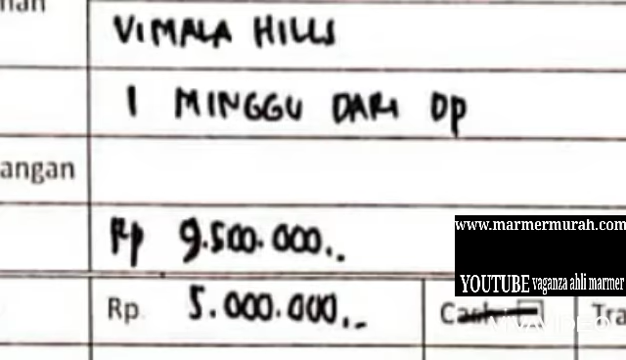 VIMALA HILLS
1 MINGGU DARI DP
angan
Rp 9.500.000..
www.marmermurah.com
YOUTUBE vaganza ahli marmer
Rp. 5.000.000,-
Cash
Tra